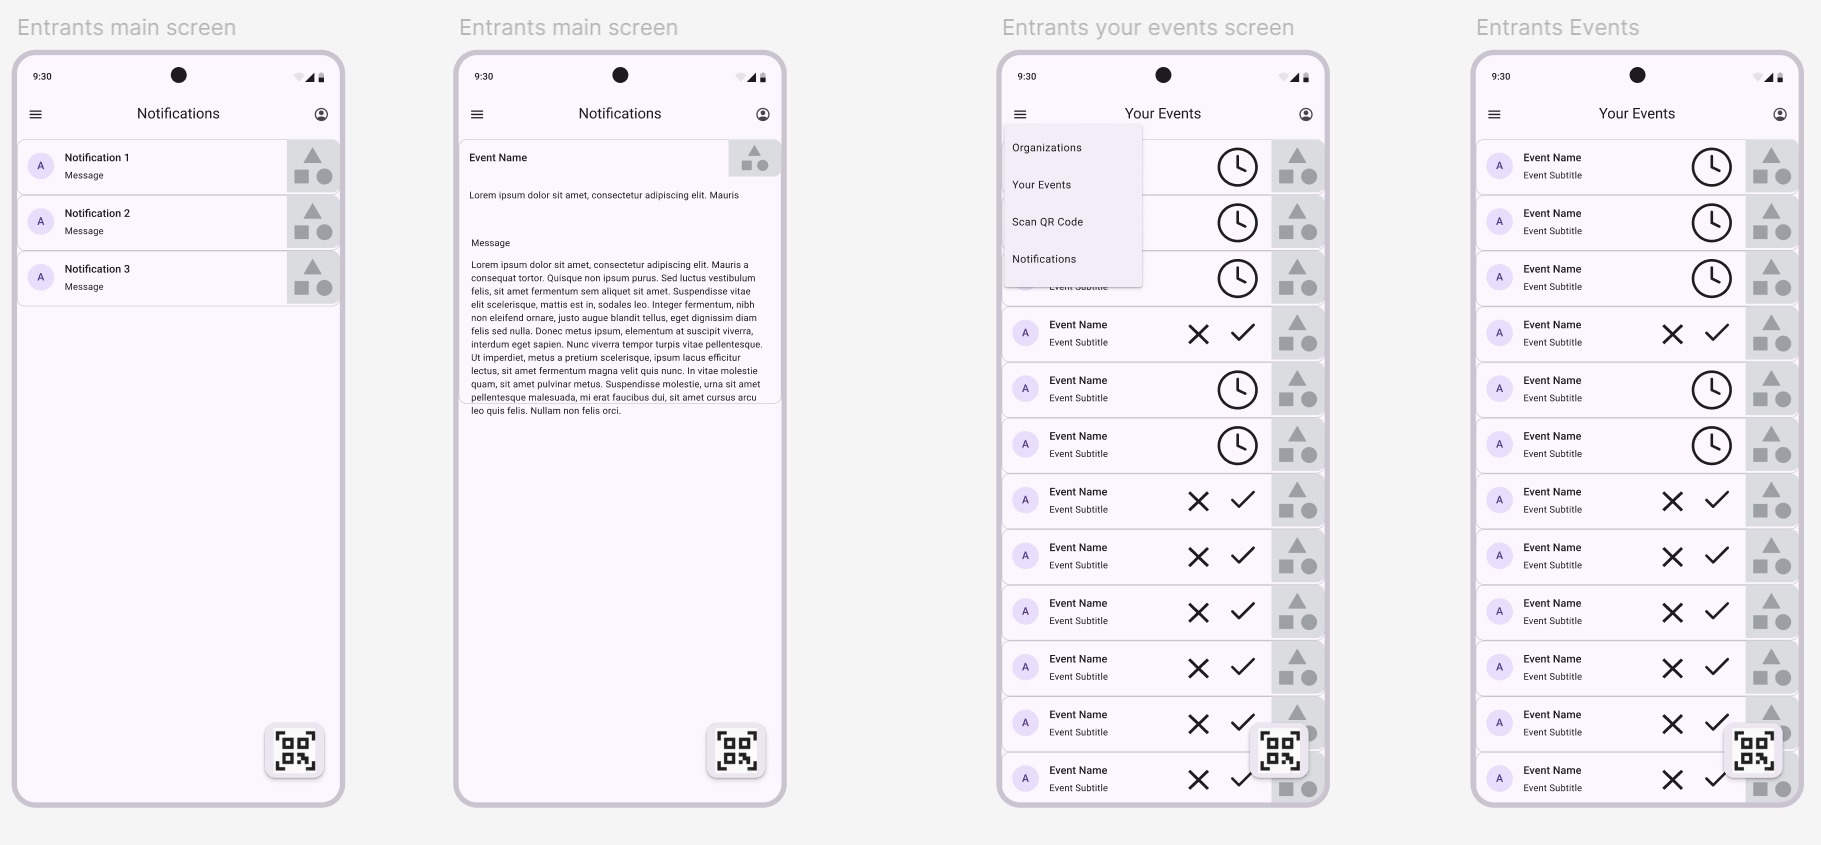 Entrants main screen
9:30
Notifications
A
Notification 1
Message
A
Notification 2
Message
A
Notification 3
Message
Entrants main screen
9:30
Notifications
Event Name
Lorem ipsum dolor sit amet, consectetur adipiscing elit. Mauris
Message
Lorem ipsum dolor sit amet, consectetur adipiscing elit. Mauris a
consequat tortor. Quisque non ipsum purus. Sed luctus vestibulum
felis, sit amet fermentum sem aliquet sit amet. Suspendisse vitae
elit scelerisque, mattis est in, sodales leo. Integer fermentum, nibh
non eleifend ornare, justo augue blandit tellus, eget dignissim diam
felis sed nulla. Donec metus ipsum, elementum at suscipit viverra,
interdum eget sapien. Nunc viverra tempor turpis vitae pellentesque.
Ut imperdiet, metus a pretium scelerisque, ipsum lacus efficitur
lectus, sit amet fermentum magna velit quis nunc. In vitae molestie
quam, sit amet pulvinar metus. Suspendisse molestie, urna sit amet
pellentesque malesuada, mi erat faucibus dui, sit amet cursus arcu
leo quis felis. Nullam non felis orci.
Entrants your events screen
9:30
Your Events
Organizations
Your Events
Scan QR Code
Notifications
Event Subtitle
A
Event Name
Event Subtitle
A
Event Name
Event Subtitle
A
Event Name
Event Subtitle
A
Event Name
Event Subtitle
A
Event Name
Event Subtitle
A
Event Name
Event Subtitle
A
Event Name
Event Subtitle
A
Event Name
Event Subtitle
A
Event Name
Event Subtitle
Entrants Events
9:30
Your Events
A
Event Name
Event Subtitle
A
Event Name
Event Subtitle
A
Event Name
Event Subtitle
A
Event Name
Event Subtitle
A
Event Name
Event Subtitle
A
Event Name
Event Subtitle
A
Event Name
Event Subtitle
A
Event Name
Event Subtitle
A
Event Name
Event Subtitle
A
Event Name
Event Subtitle
A
Event Name
Event Subtitle
A
Event Name
Event Subtitle